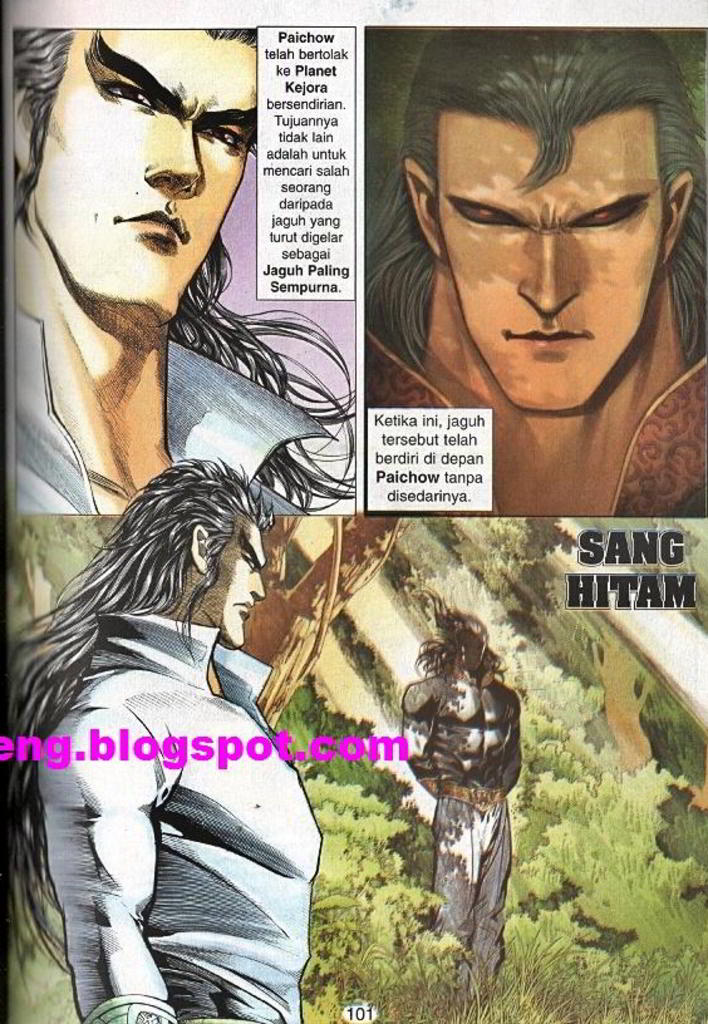 Paichow
telah bertolak
ke Planet
Kejora
bersendirian.
Tujuannya
tidak lain
adalah untuk
mencari salah
seorang
daripada
jaguh yang
turut digelar
sebagai
Jaguh Paling
Sempurna.
Ketika ini, jaguh
tersebut telah
berdiri di depan
Paichow tanpa
disedarinya.
SANG
HITAM
eng.blogspot.com
101